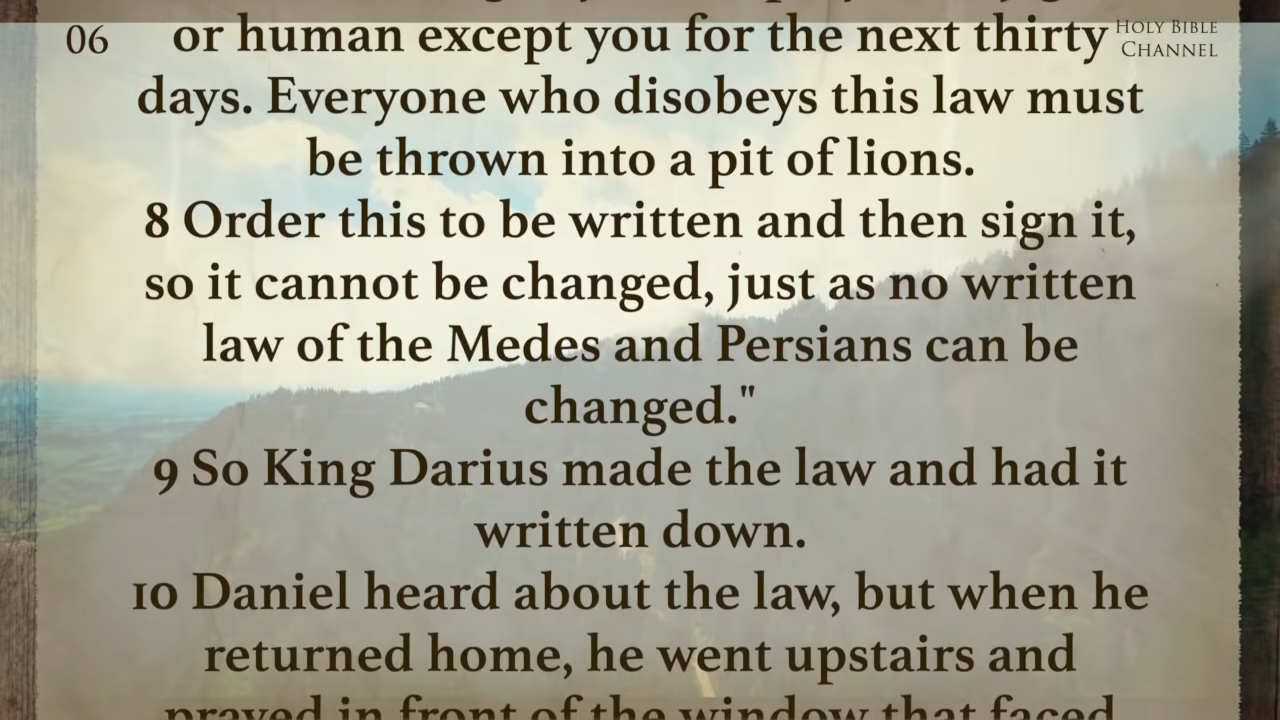 06
HOLY BIBLE
CHANNEL
or human except you for the next thirty
days. Everyone who disobeys this law must
be thrown into a pit of lions.
8 Order this to be written and then sign it,
so it cannot be changed, just as no written
law of the Medes and Persians can be
changed."
9 So King Darius made the law and had it
written down.
10 Daniel heard about the law, but when he
returned home, he went upstairs and
prayed in front of the window that faced